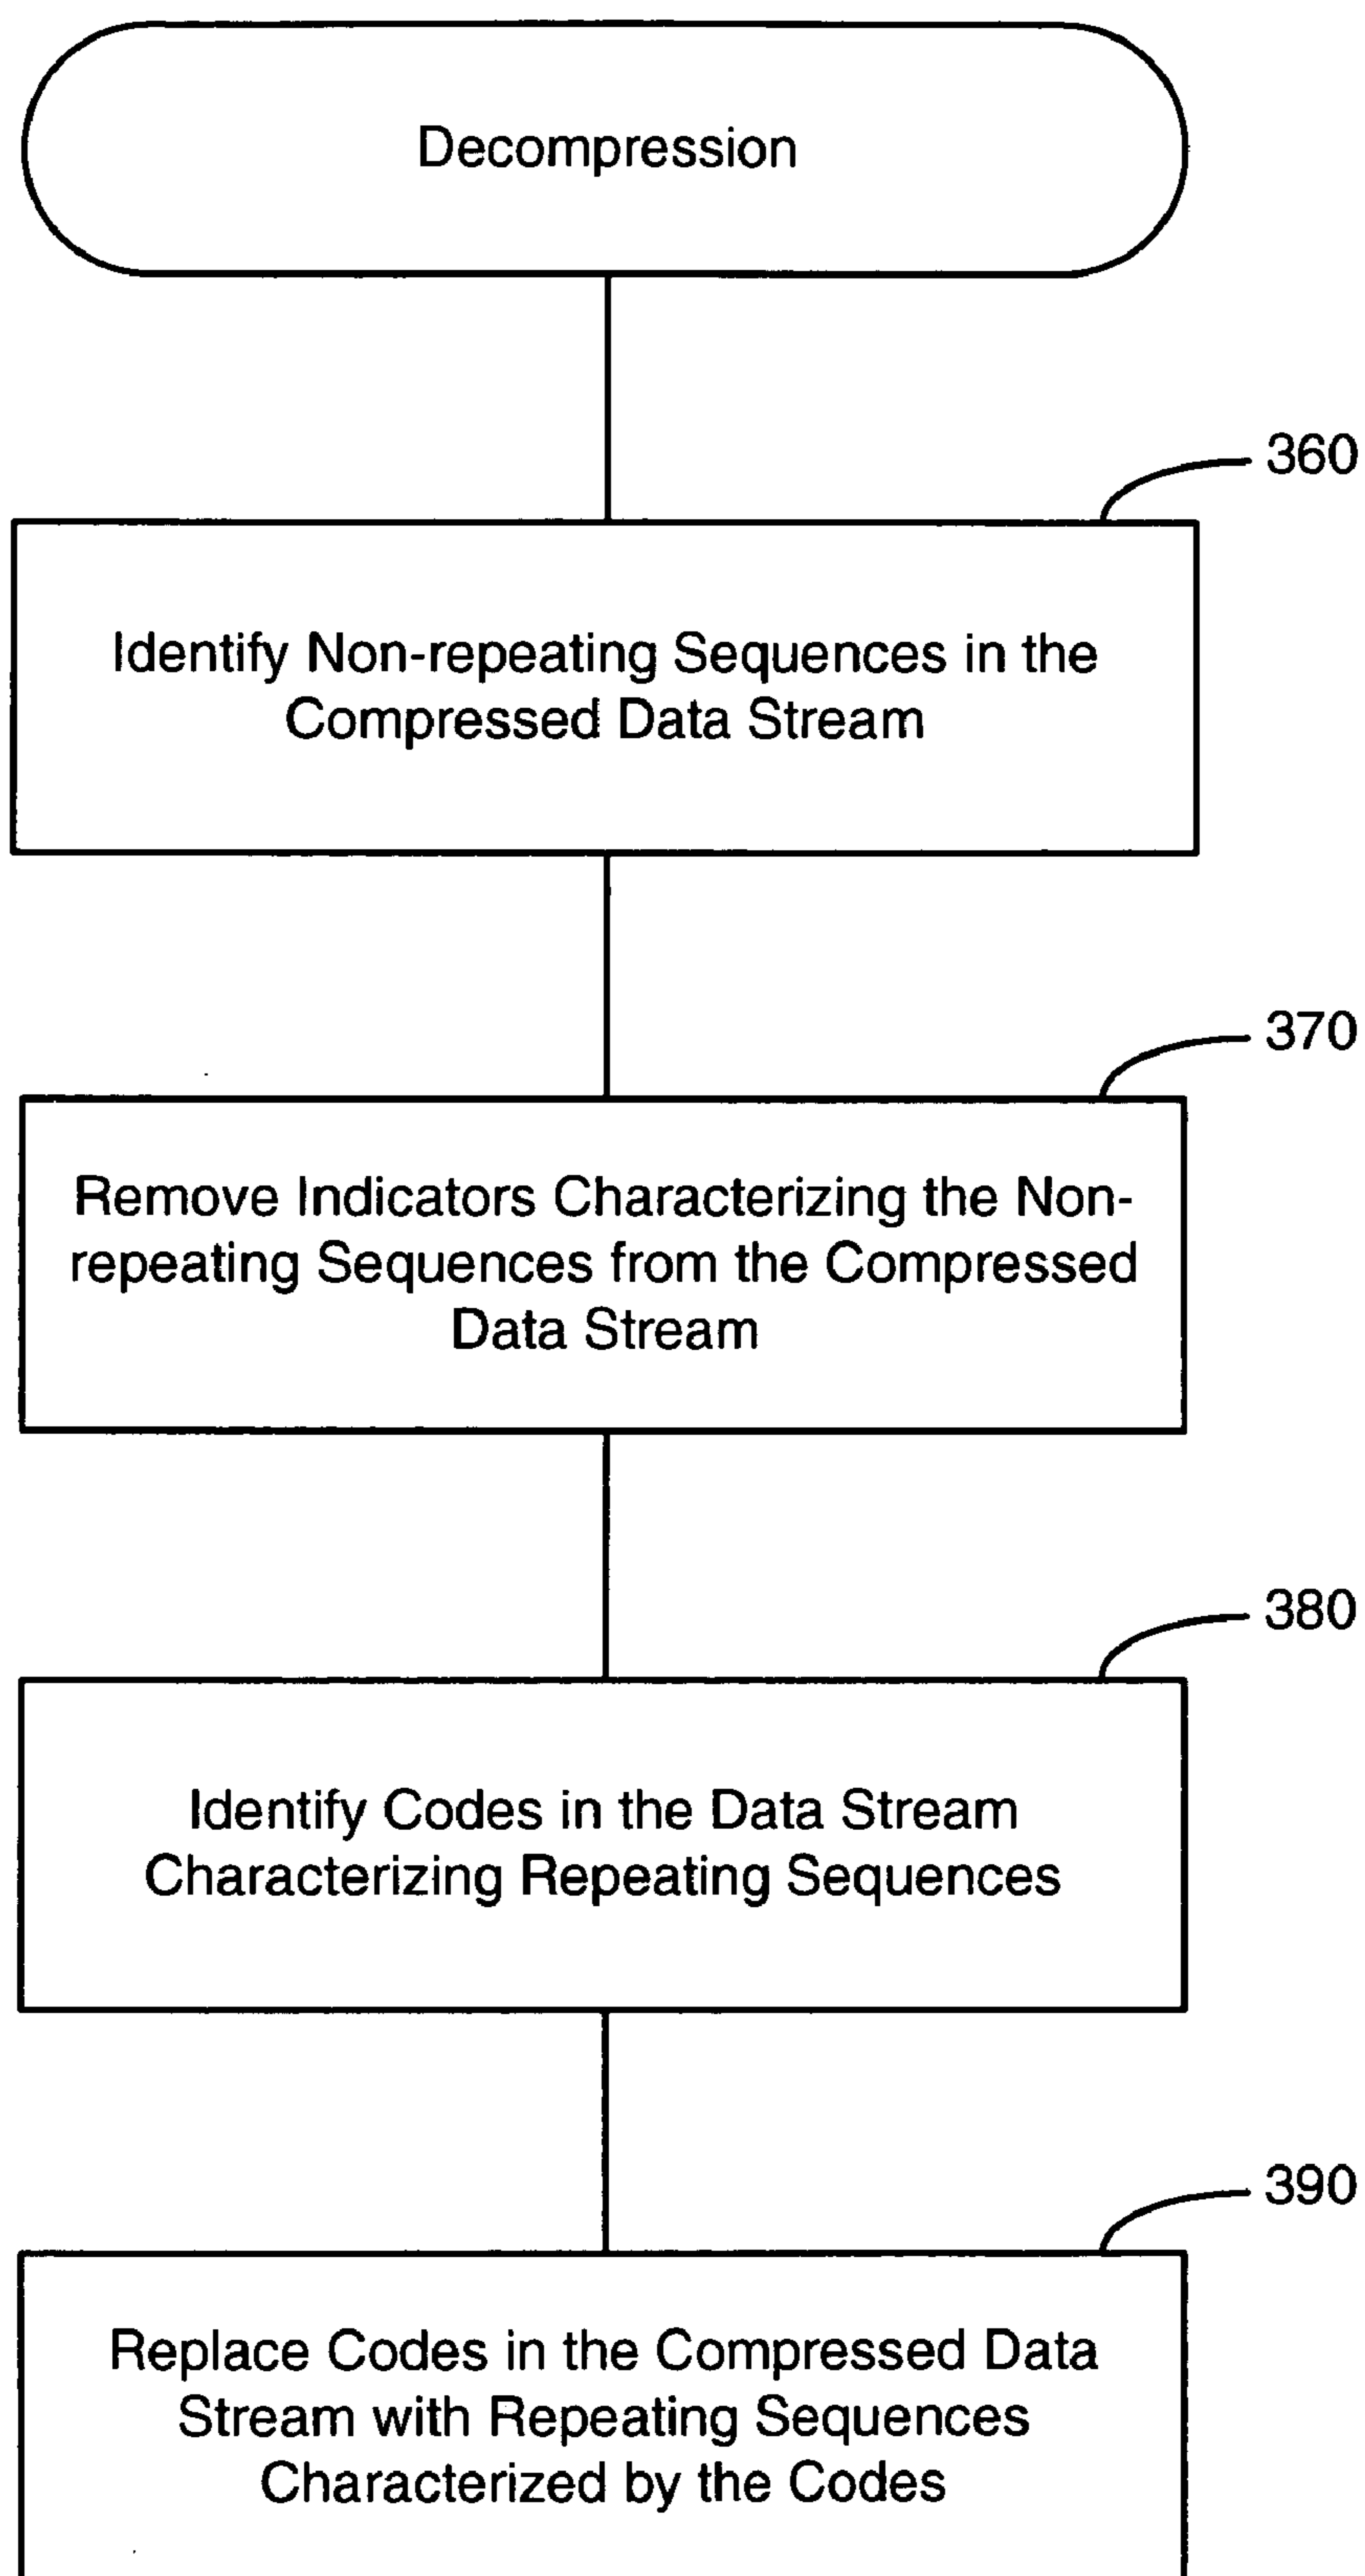 Decompression
360
Identify Non-repeating Sequences in the
Compressed Data Stream
370
Remove Indicators Characterizing the Non-
repeating Sequences from the Compressed
Data Stream
380
Identify Codes in the Data Stream
Characterizing Repeating Sequences
390
Replace Codes in the Compressed Data
Stream with Repeating Sequences
Characterized by the Codes